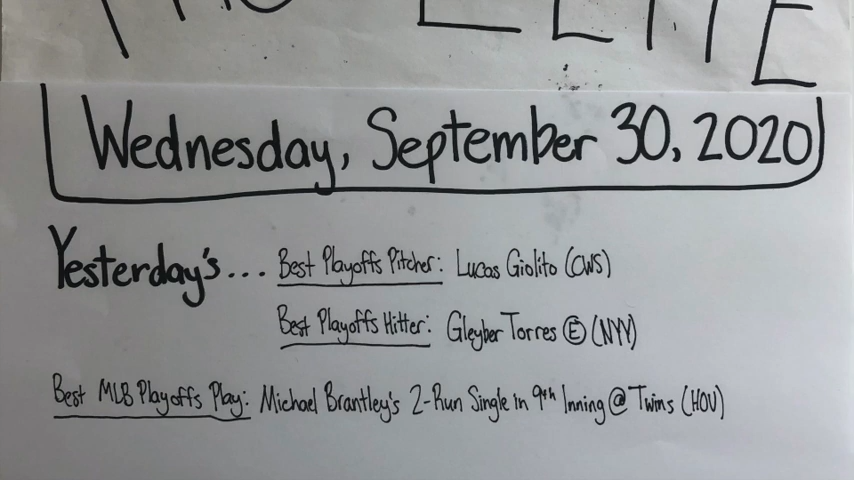 ELITE
Wednesday, September 30, 2020
Yesterday's... Best Playoffs Pitcher: Lucas Giolito (CWS)
Best Playoffs Hitter: Gleyber Torres Ⓔ (NYY)
Best MLB Playoffs Play: Michael Brantley's 2-Run Single in 9th Inning @ Twins (HOU)